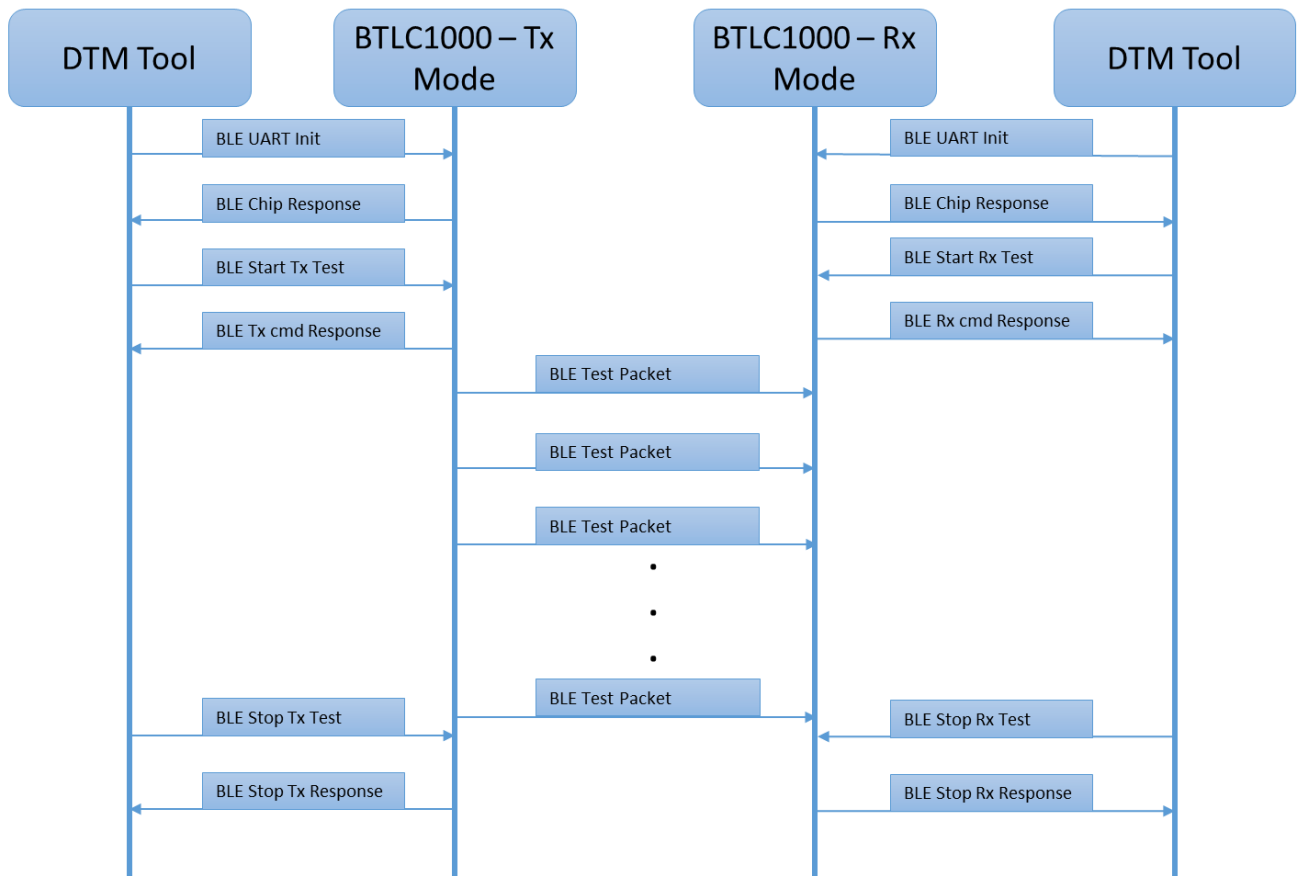 DTM Tool
BTLC1000 – Tx
Mode
BTLC1000 – Rx
Mode
DTM Tool
BLE UART Init
BLE UART Init
BLE Chip Response
BLE Chip Response
BLE Start Tx Test
BLE Start Rx Test
BLE Tx cmd Response
BLE Rx cmd Response
BLE Test Packet
BLE Test Packet
BLE Test Packet
BLE Test Packet
BLE Stop Tx Test
BLE Stop Rx Test
BLE Stop Tx Response
BLE Stop Rx Response